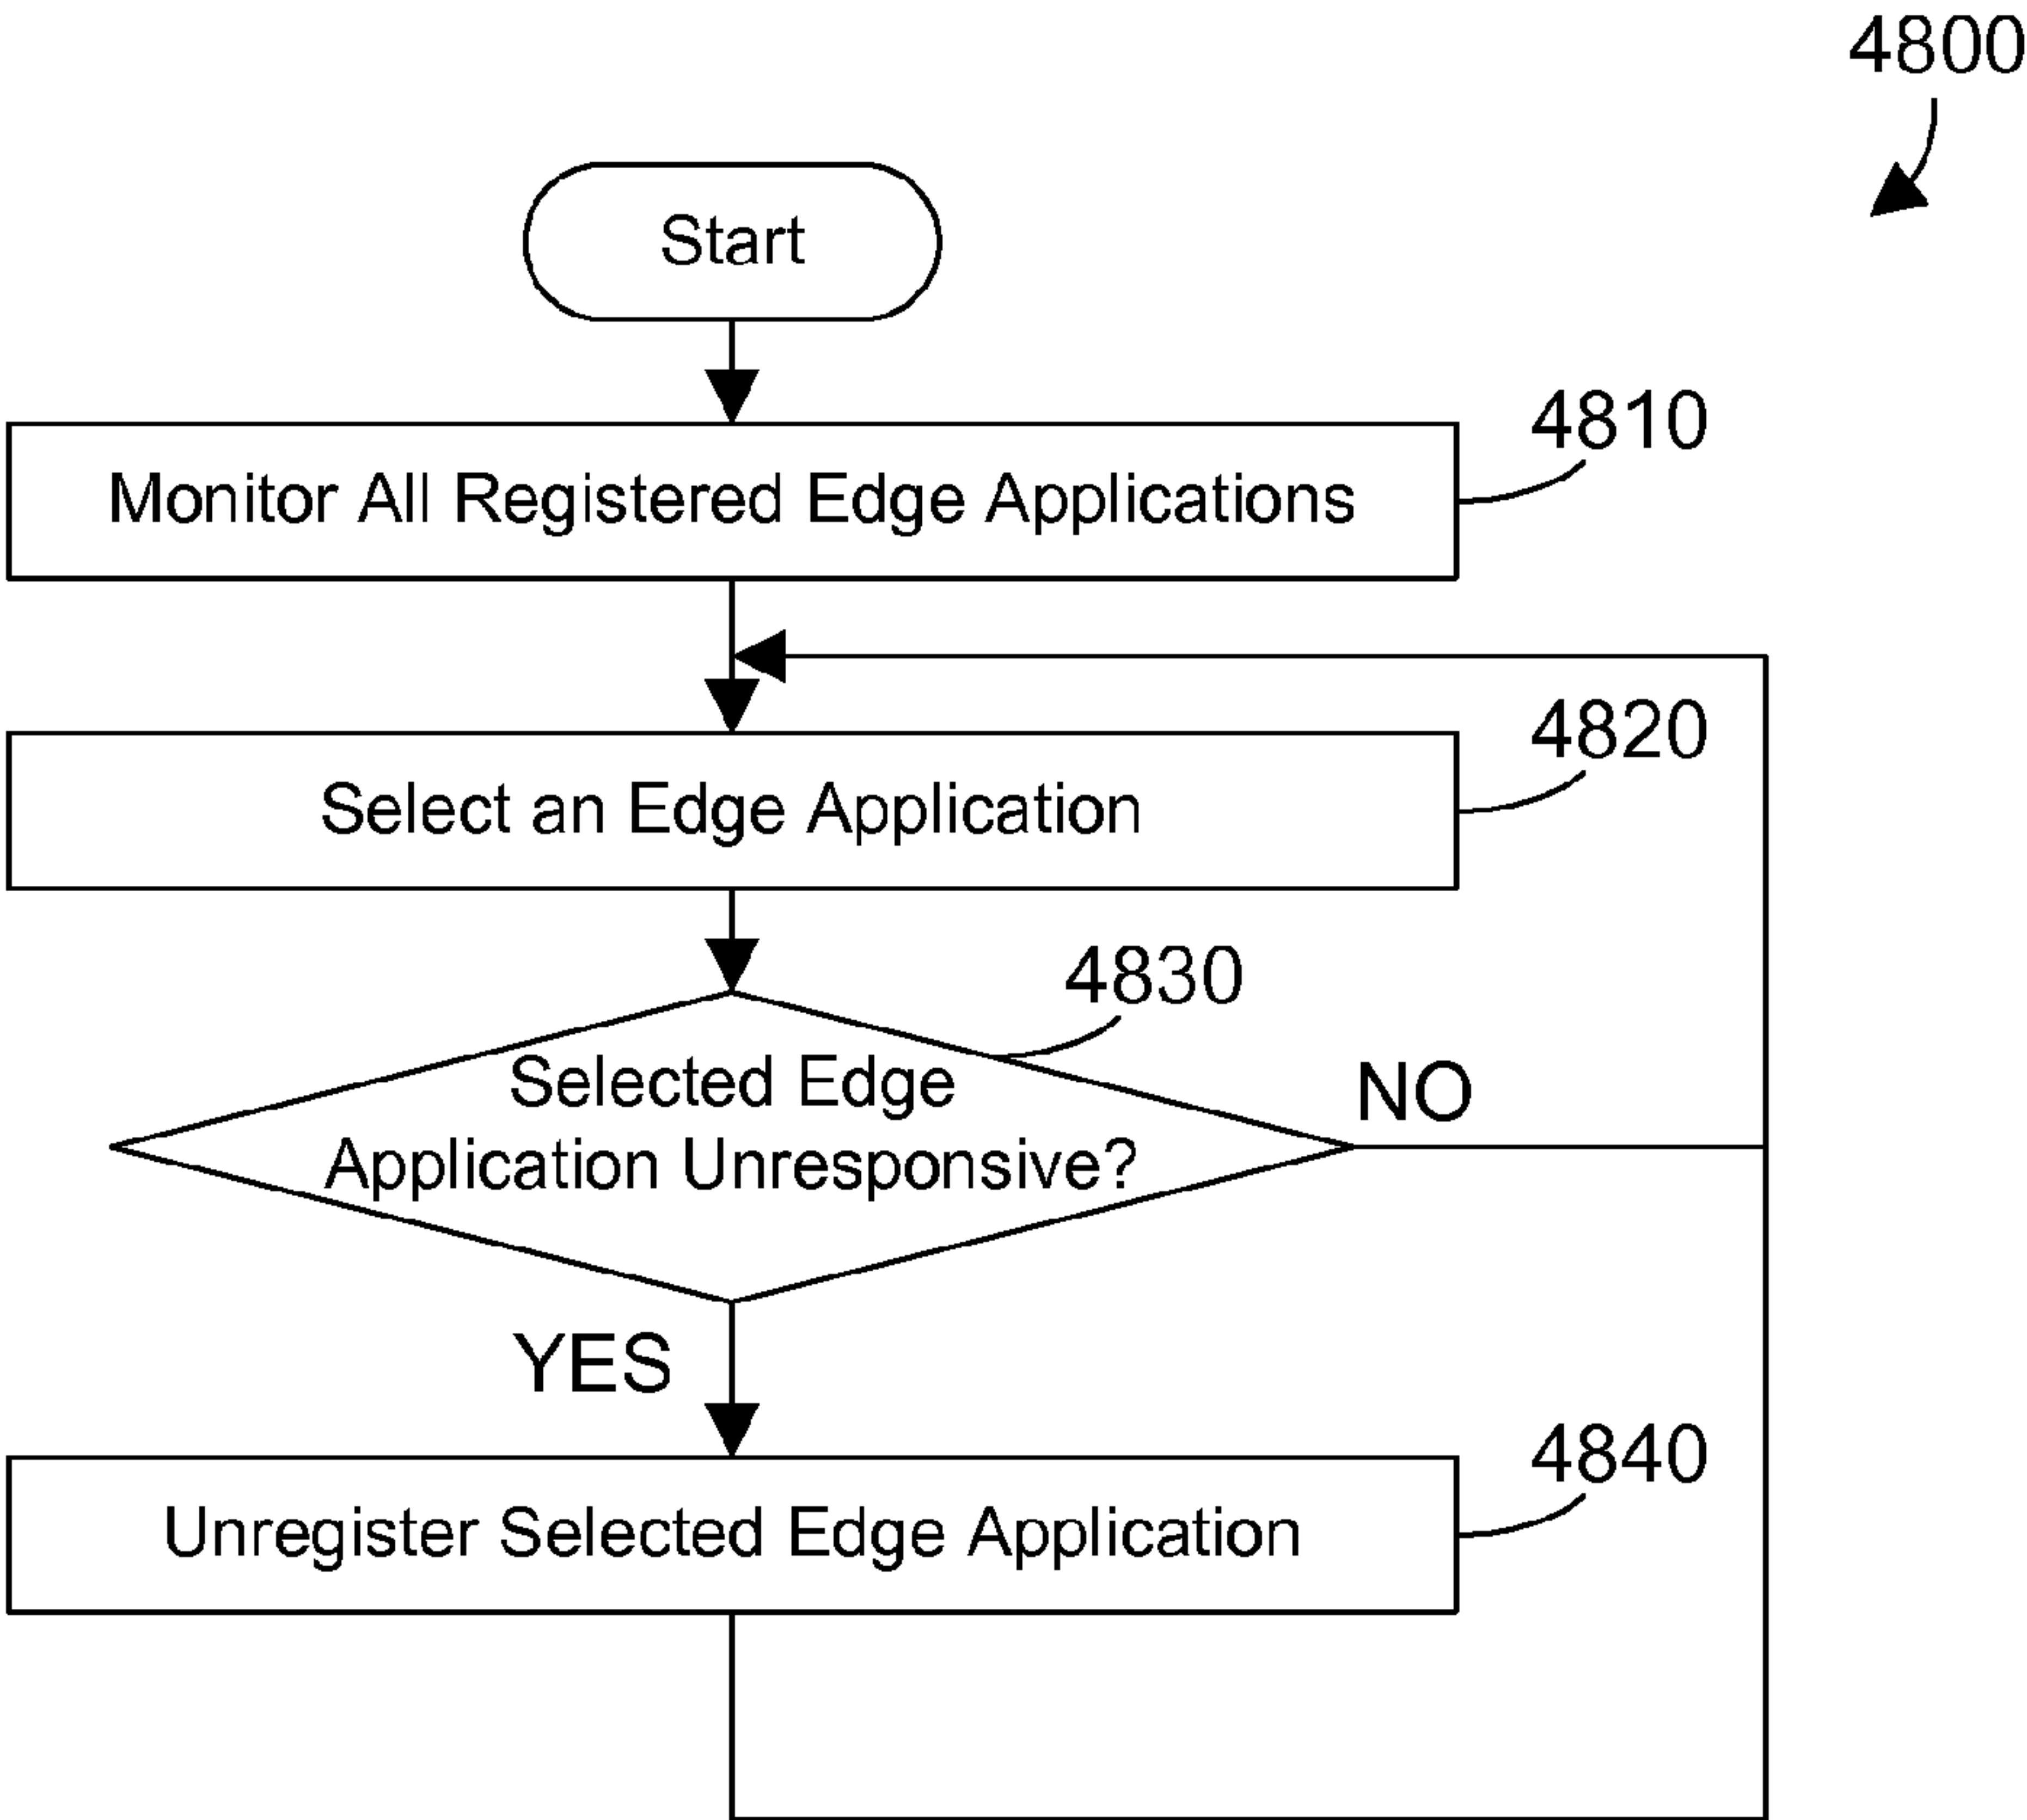 4800
Start
4810
Monitor All Registered Edge Applications
4820
Select an Edge Application
4830
Selected Edge
Application Unresponsive?
NO
YES
4840
Unregister Selected Edge Application